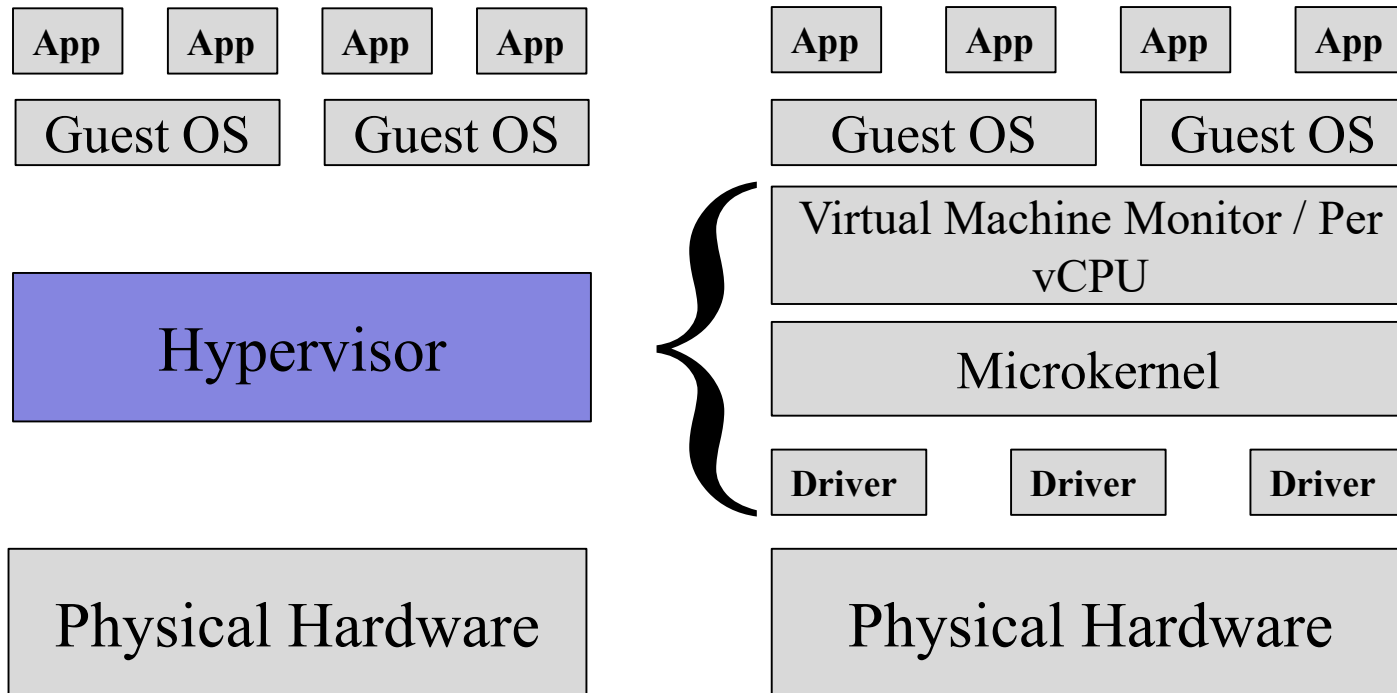 App App App App
Guest OS Guest OS
Hypervisor
Physical Hardware
App App App App
Guest OS Guest OS
Virtual Machine Monitor / Per
vCPU
Microkernel
Driver Driver Driver
Physical Hardware